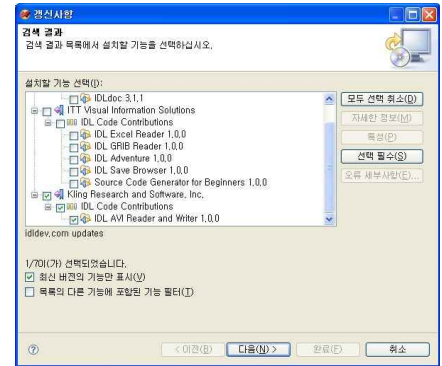 갱신사항
검색 결과
검색 결과 목록에서 설치할 기능을 선택하십시오.
설치할 기능 선택(I):
IDLdoc 3.1.1
ITT Visual Information Solutions
IDL Code Contributions
IDL Excel Reader 1.0.0
IDL GRIB Reader 1.0.0
IDL Adventure 1.0.0
IDL Save Browser 1.0.0
Source Code Generator for Beginners 1.0.0
Kling Research and Software, Inc.
IDL Code Contributions
IDL AVI Reader and Writer 1.0.0
모두 선택 취소(D)
자세한 정보(M)
특성(P)
선택 필수(S)
오류 세부사항(E)...
idldev.com updates
1/70이(가) 선택되었습니다.
최신 버전의 기능만 표시(V)
목록의 다른 기능에 포함된 기능 필터(T)
< 이전(B)
다음(N) >
완료(F)
취소